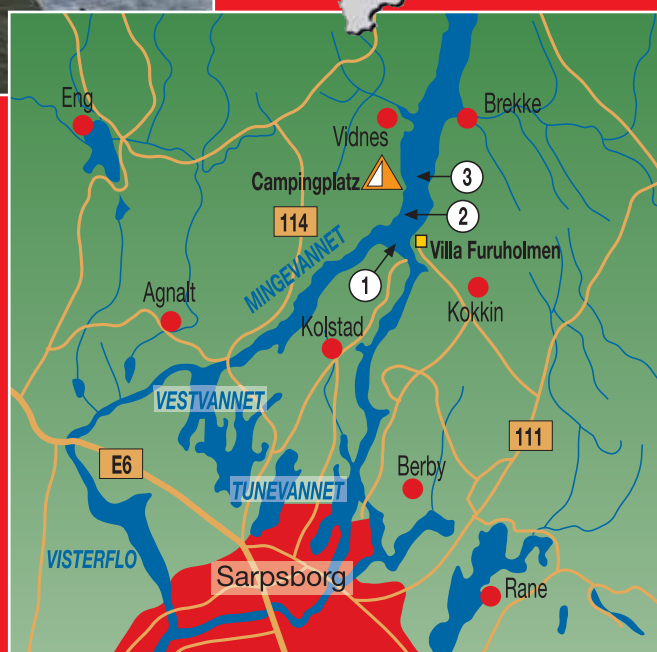 Eng
Brekke
Vidnes
Campingplatz
3
2
114
MINGEVANNET
Villa Furuholmen
1
Agnalt
Kokkin
Kolstad
VESTVANNET
111
E6
Berby
TUNEVANNET
VISTERFLO
Sarpsborg
Rane